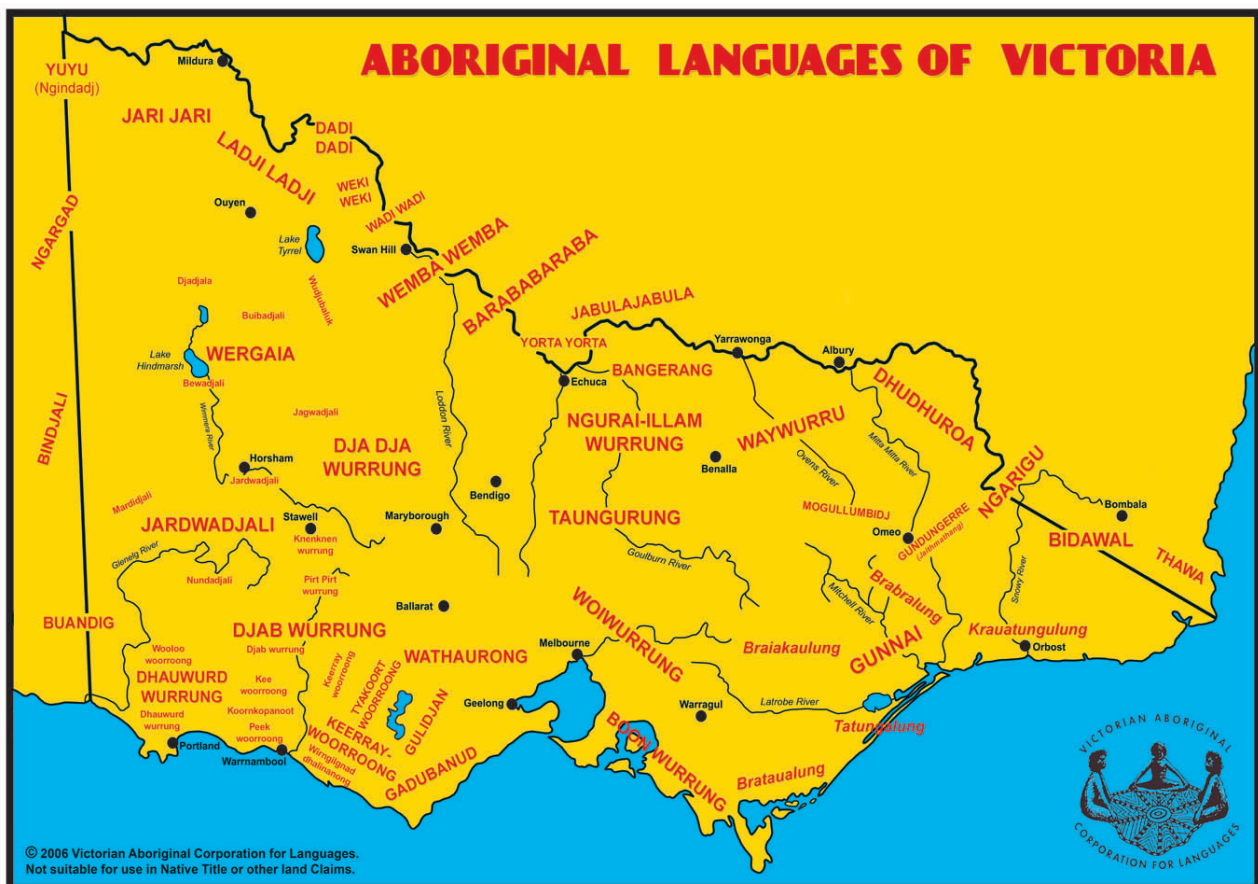 ABORIGINAL LANGUAGES OF VICTORIA
YUYU
(Ngindadj)
Mildura
JARI JARI
DADI
DADI
LADJI LADJI
WEKI
WEKI
WADI WADI
Ouyen
NGARGAD
Lake
Tyrrel
Swan Hill
WEMBA WEMBA
BARABABARABA
Djadjala
Wudjubaluk
JABULAJABULA
Buibadjali
YORTA YORTA
Yarrawonga
Albury
Lake
Hindmarsh
WERGAIA
BANGERANG
Echuca
Bewadjali
DHUDHUROA
Wimmera River
Jagwadjali
Loddon River
NGURAI-ILLAM
WURRUNG
WAYWURRU
BINDJALI
DJA DJA
WURRUNG
Benalla
Ovens River
Mitta Mitta River
Horsham
Jardwadjali
Bendigo
NGARIGU
Mardidjali
MOGULLUMBIDJ
Bombala
JARDWADJALI
Stawell
Maryborough
TAUNGURUNG
Omeo
GUNDUNGERRE
(Jaithmathang)
BIDAWAL
Knenknen
wurrung
Glenelg River
Goulburn River
THAWA
Nundadjali
Pirt Pirt
wurrung
Snowy River
Brabralung
Mitchell River
Ballarat
WOIWURRUNG
BUANDIG
DJAB WURRUNG
Krauatungulung
Melbourne
Braiakaulung
GUNNAI
Orbost
Wooloo
woorroong
Djab wurrung
Keerray
woorroong
WATHAURONG
DHAUWURD
WURRUNG
Kee
woorroong
TYAKOORT
WOORROONG
GULIDJAN
Geelong
Warragul
Latrobe River
Dhauwurd
wurrung
Koornkopanoot
Peek
woorroong
KEERRAY-
WOORROONG
BOON WURRUNG
Tatungalung
Portland
Warrnambool
Wirngilgnad
dhalinanong
GADUBANUD
Brataualung
VICTORIAN ABORIGINAL
CORPORATION FOR LANGUAGES
© 2006 Victorian Aboriginal Corporation for Languages.
Not suitable for use in Native Title or other land Claims.